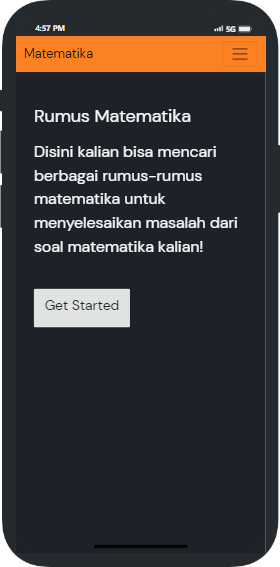 4:57 PM 5G
Matematika
Rumus Matematika
Disini kalian bisa mencari
berbagai rumus-rumus
matematika untuk
menyelesaikan masalah dari
soal matematika kalian!
Get Started